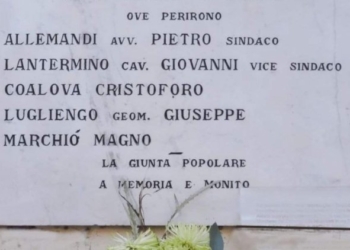 OVE PERIRONO
ALLEMANDI AVV. PIETRO SINDACO
LANTERMINO CAV. GIOVANNI VICE SINDACO
COALOVA CRISTOFORO
LUGLIENGO GEOM. GIUSEPPE
MARCHIÓ MAGNO
LA GIUNTA POPOLARE
A MEMORIA E MONITO